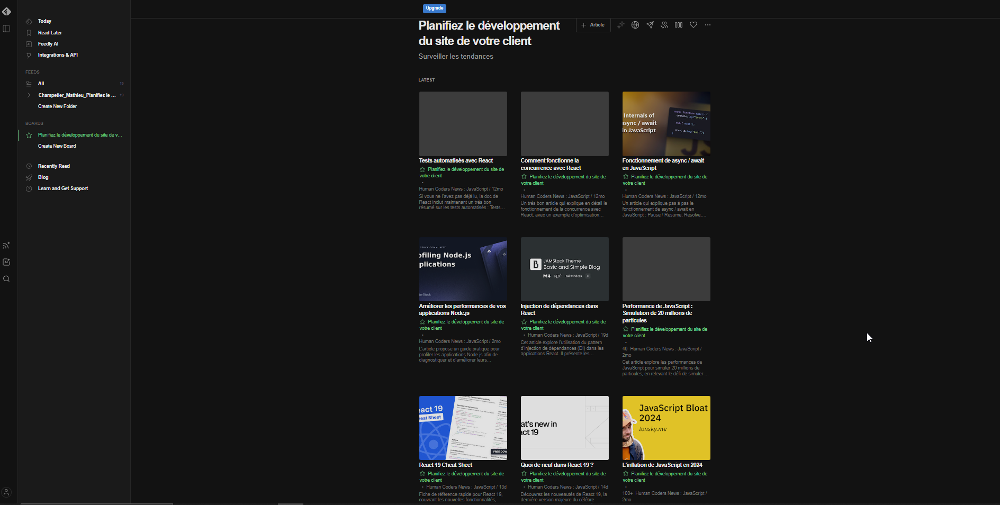 Upgrade
Today
Read Later
Feedly AI
Integrations & API
FEEDS
All 19
Champetier_Mathieu_Planifiez le ... 19
Create New Folder
BOARDS
Planifiez le développement du site de v...
Create New Board
Recently Read
Blog
Learn and Get Support
Planifiez le développement
du site de votre client
+ Article
Surveiller les tendances
LATEST
Tests automatisés avec React
Planifiez le développement du site de
votre client
•
Human Coders News : JavaScript / 12mo
Si vous ne l'avez pas déjà lu, la doc de
React inclut maintenant un très bon
résumé sur les tests automatisés : Tests...
Comment fonctionne la
concurrence avec React
Planifiez le développement du site de
votre client
•
Human Coders News : JavaScript / 12mo
Un très bon article qui explique en détail le
fonctionnement de la concurrence avec
React, avec un exemple d'optimisation...
Internals of
async / await
in JavaScript
async function main() {
console.log("Entry");
await wait();
console.log("Exit");
}
JS
Fonctionnement de async / await
en JavaScript
Planifiez le développement du site de
votre client
•
Human Coders News : JavaScript / 12mo
Un article qui explique pas à pas le
fonctionnement de async / await en
JavaScript : Pause / Resume, Resolve,...
STACK COMMUNITY
ofiling Node.js
plications
terStack
Améliorer les performances de vos
applications Node.js
Planifiez le développement du site de
votre client
•
Human Coders News : JavaScript / 2mo
L'article propose un guide pratique pour
profiler les applications Node.js afin de
diagnostiquer et d'améliorer leurs...
B
JAMStack Theme
Basic and Simple Blog
M NEXT tailwindcss +
Injection de dépendances dans
React
Planifiez le développement du site de
votre client
• Human Coders News : JavaScript / 19d
Cet article explore l'utilisation du pattern
d'injection de dépendances (DI) dans les
applications React. Il présente les...
Performance de JavaScript :
Simulation de 20 millions de
particules
Planifiez le développement du site de
votre client
•
49 Human Coders News : JavaScript /
2mo
Cet article explore les performances de
JavaScript pour simuler 20 millions de
particules, en relevant le défi de simuler ...
eact 19
eat Sheet
FREE DOW
React 19 Cheat Sheet
Planifiez le développement du site de
votre client
• Human Coders News : JavaScript / 13d
Fiche de référence rapide pour React 19,
couvrant les nouvelles fonctionnalités,
at's new in
act 19
Quoi de neuf dans React 19 ?
Planifiez le développement du site de
votre client
• Human Coders News : JavaScript / 14d
Découvrez les nouveautés de React 19, la
dernière version majeure du célèbre
JavaScript Bloat
2024
tonsky.me
L'inflation de JavaScript en 2024
Planifiez le développement du site de
votre client
•
100+ Human Coders News : JavaScript /
2mo